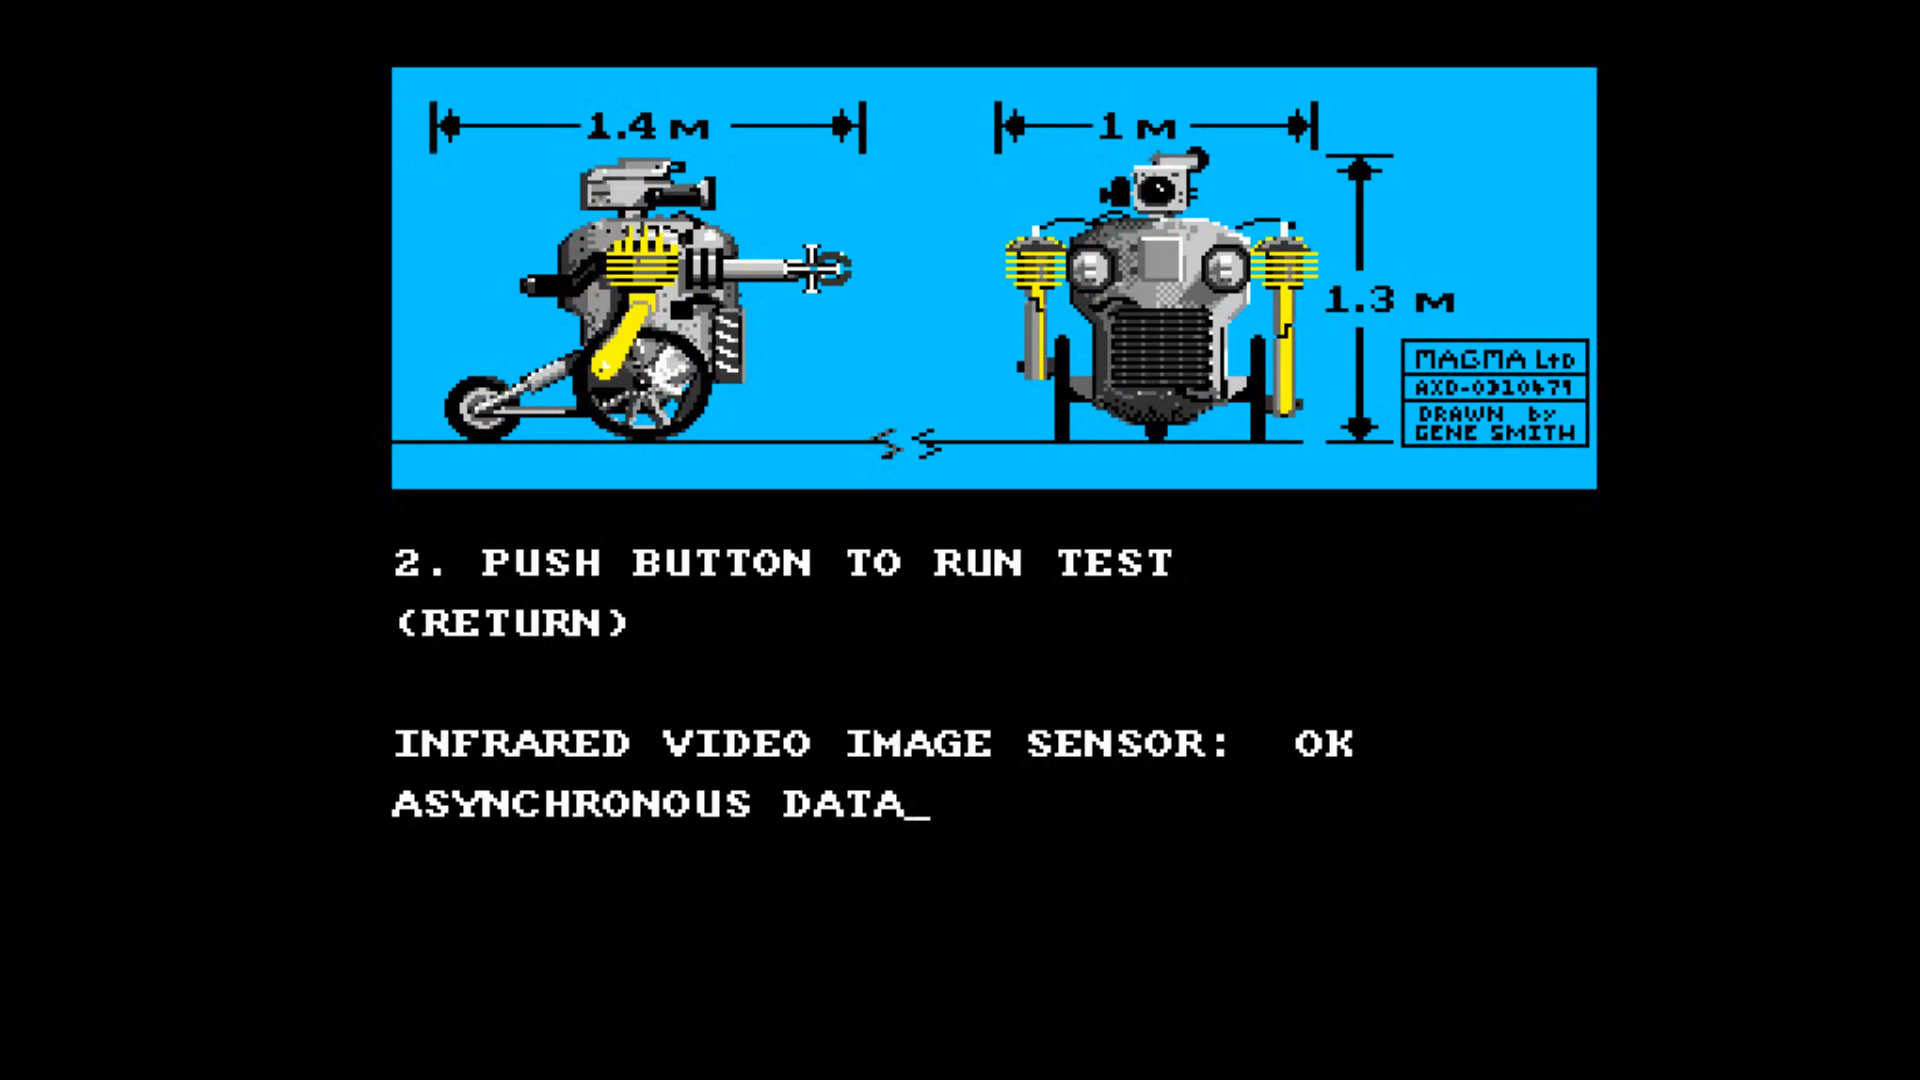 1.4 M
1 M
1.3 M
MAGMA Ltd
DRAWN by
GENE SMITH
2. PUSH BUTTON TO RUN TEST
(RETURN)
INFRARED VIDEO IMAGE SENSOR: OK
ASYNCHRONOUS DATA_